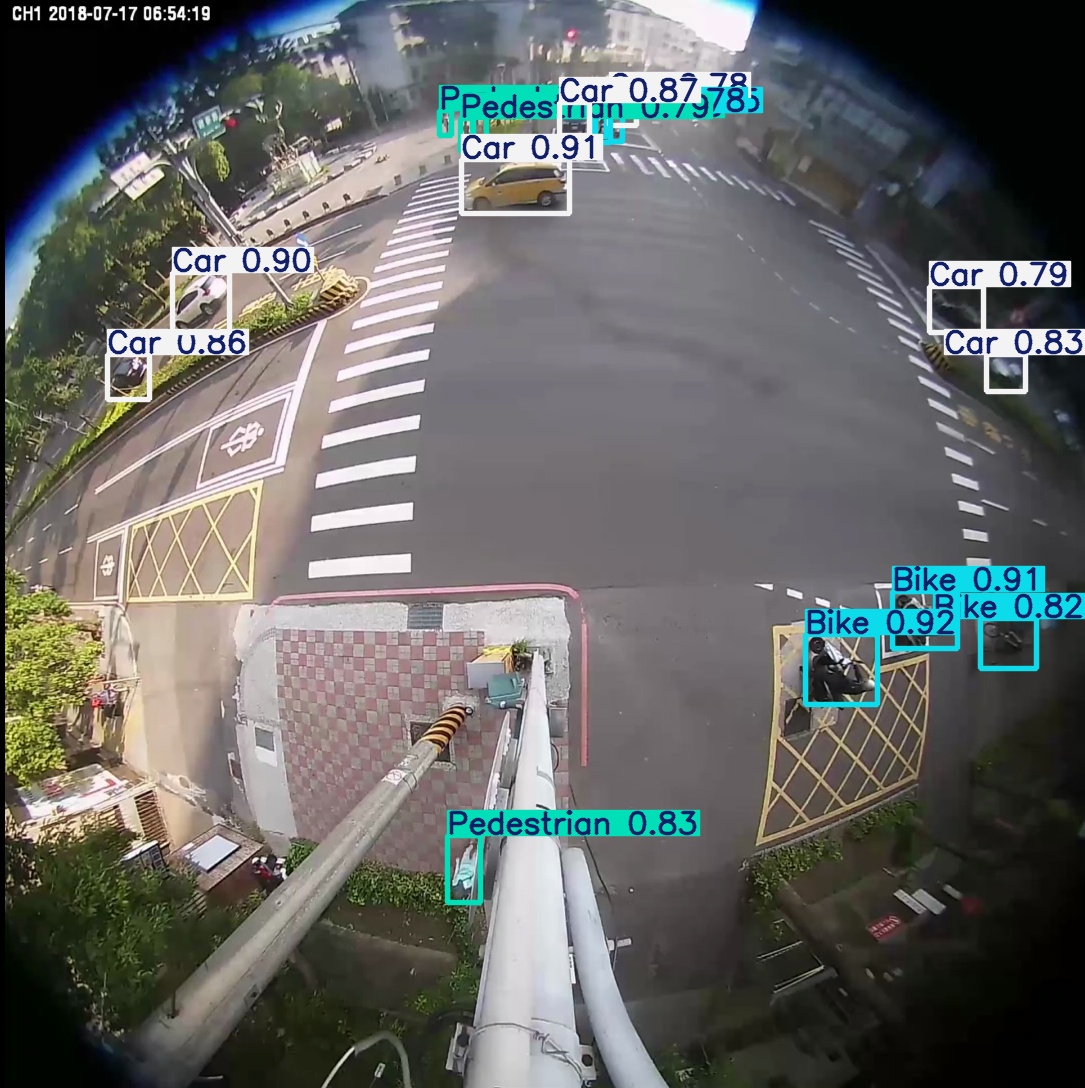 CH1 2018-07-17 06:54:19
Car 0.87
Pedestrian 0.79
Car 0.91
Car 0.90
Car 0.79
Car 0.86
Car 0.83
Bike 0.91
Bike 0.82
Bike 0.92
Pedestrian 0.83